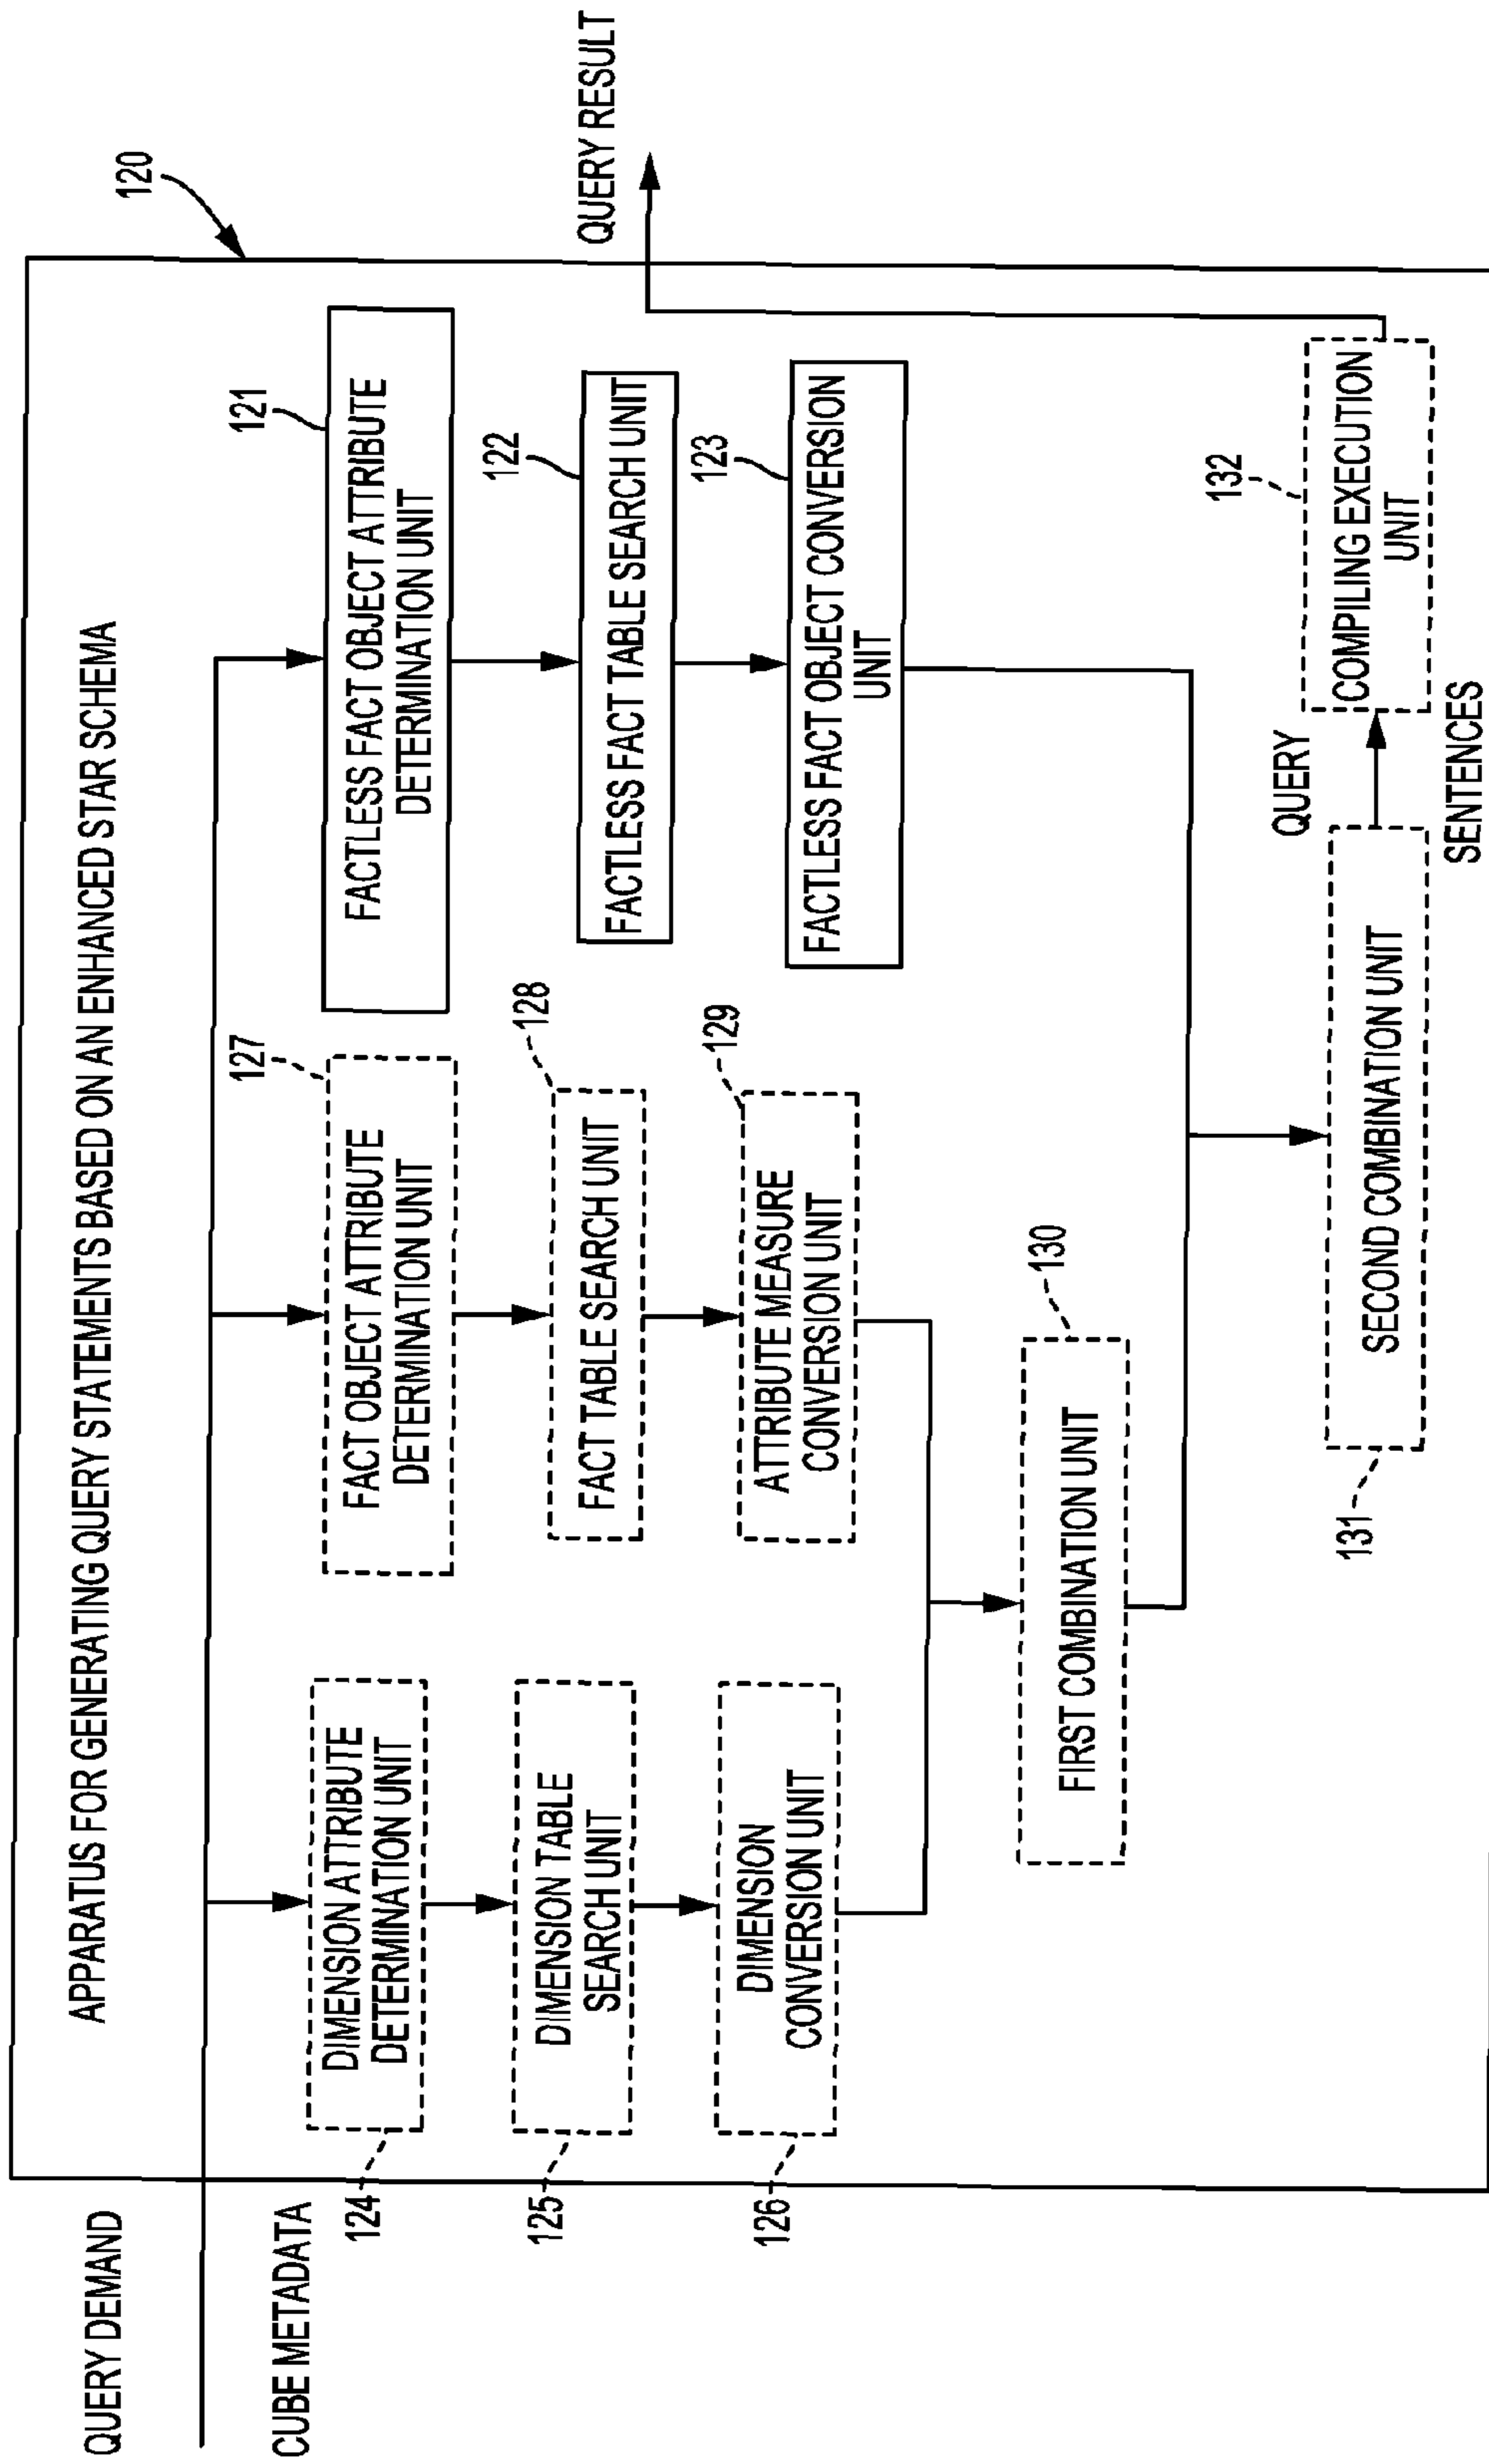 APPARATUS FOR GENERATING QUERY STATEMENTS BASED ON AN ENHANCED STAR SCHEMA
120
QUERY DEMAND
CUBE METADATA
124
DIMENSION ATTRIBUTE
DETERMINATION UNIT
127
FACT OBJECT ATTRIBUTE
DETERMINATION UNIT
121
FACTLESS FACT OBJECT ATTRIBUTE
DETERMINATION UNIT
125
DIMENSION TABLE
SEARCH UNIT
128
FACT TABLE SEARCH UNIT
122
FACTLESS FACT TABLE SEARCH UNIT
QUERY RESULT
126
DIMENSION
CONVERSION UNIT
129
ATTRIBUTE MEASURE
CONVERSION UNIT
123
FACTLESS FACT OBJECT CONVERSION
UNIT
130
FIRST COMBINATION UNIT
131
SECOND COMBINATION UNIT
QUERY
SENTENCES
132
COMPILING EXECUTION
UNIT